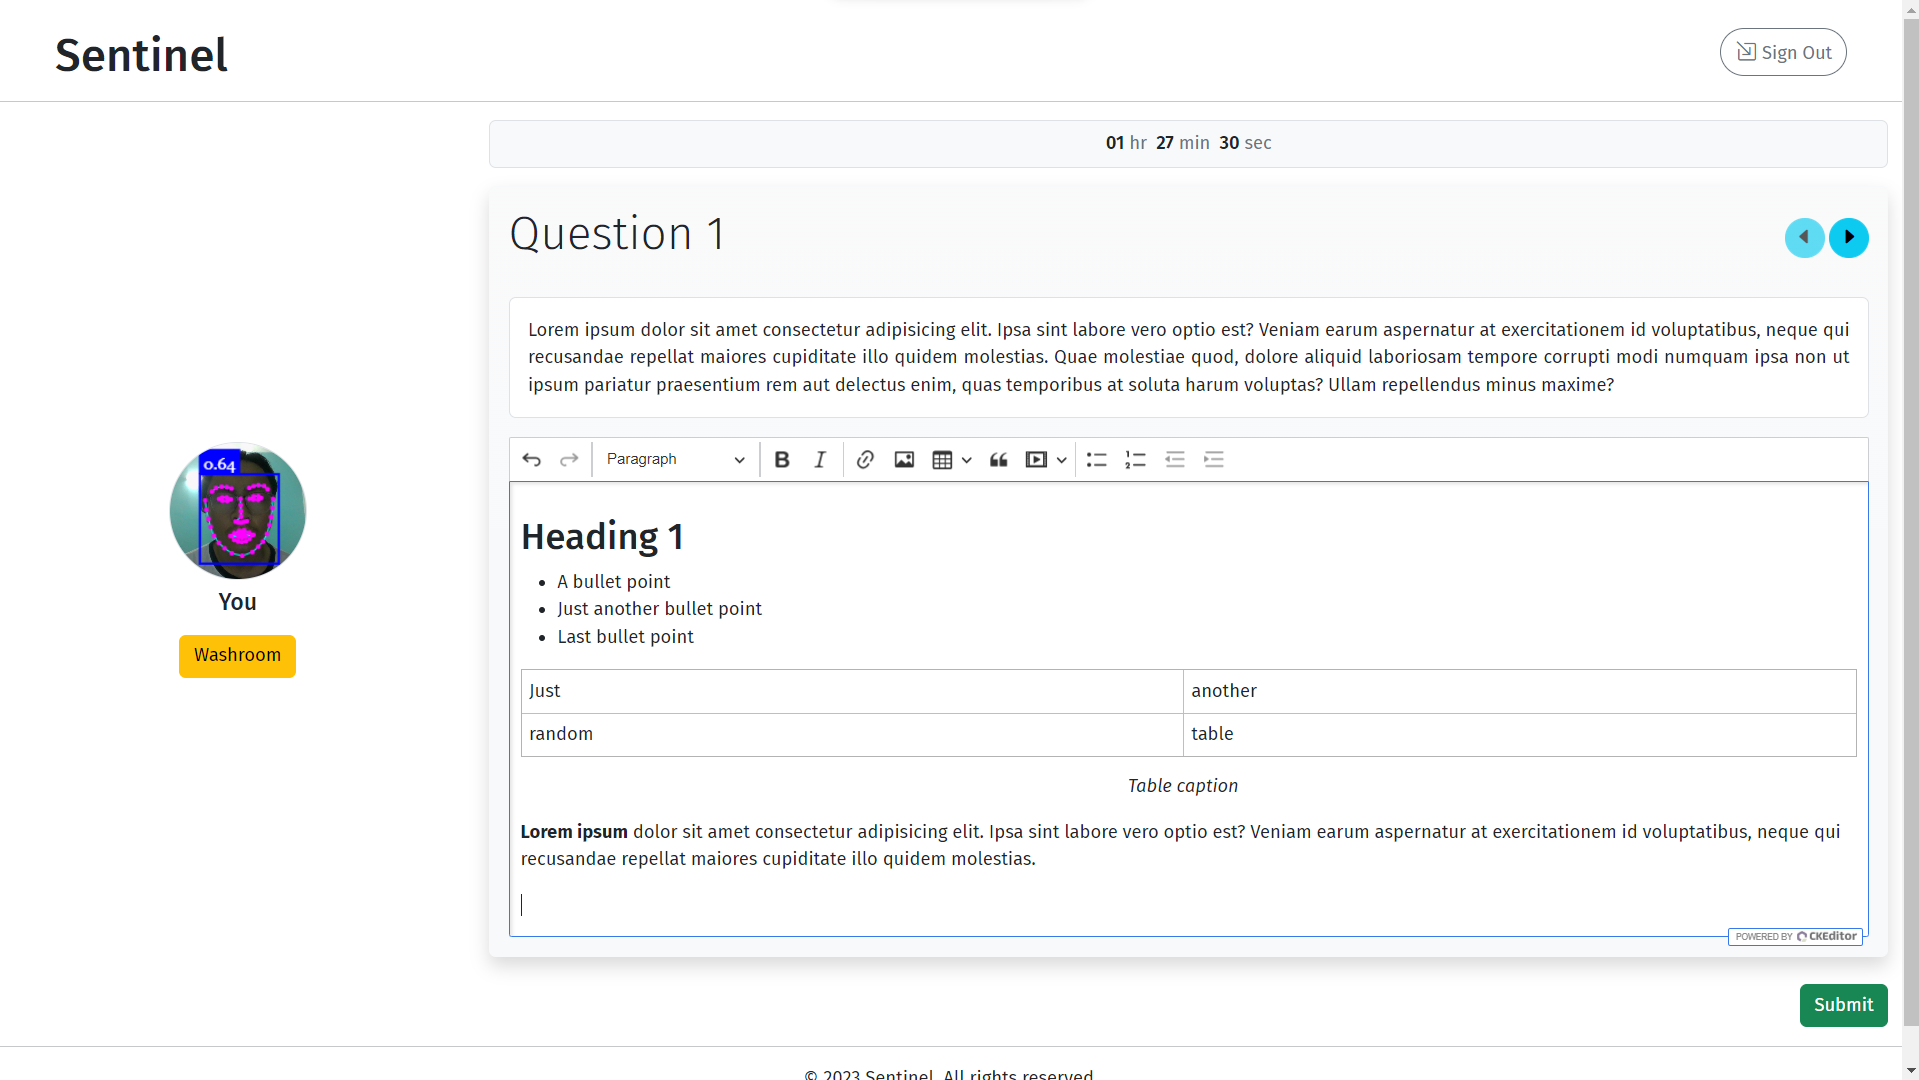 Sentinel
Sign Out
01 hr 27 min 30 sec
Question 1
Lorem ipsum dolor sit amet consectetur adipisicing elit. Ipsa sint labore vero optio est? Veniam earum aspernatur at exercitationem id voluptatibus, neque qui
recusandae repellat maiores cupiditate illo quidem molestias. Quae molestiae quod, dolore aliquid laboriosam tempore corrupti modi numquam ipsa non ut
ipsum pariatur praesentium rem aut delectus enim, quas temporibus at soluta harum voluptas? Ullam repellendus minus maxime?
Paragraph
B I
0.64
You
Washroom
Heading 1
• A bullet point
• Just another bullet point
• Last bullet point
Just another
random table
Table caption
Lorem ipsum dolor sit amet consectetur adipisicing elit. Ipsa sint labore vero optio est? Veniam earum aspernatur at exercitationem id voluptatibus, neque qui
recusandae repellat maiores cupiditate illo quidem molestias.
POWERED BY CKEditor
Submit
© 2023 Sentinel. All rights reserved